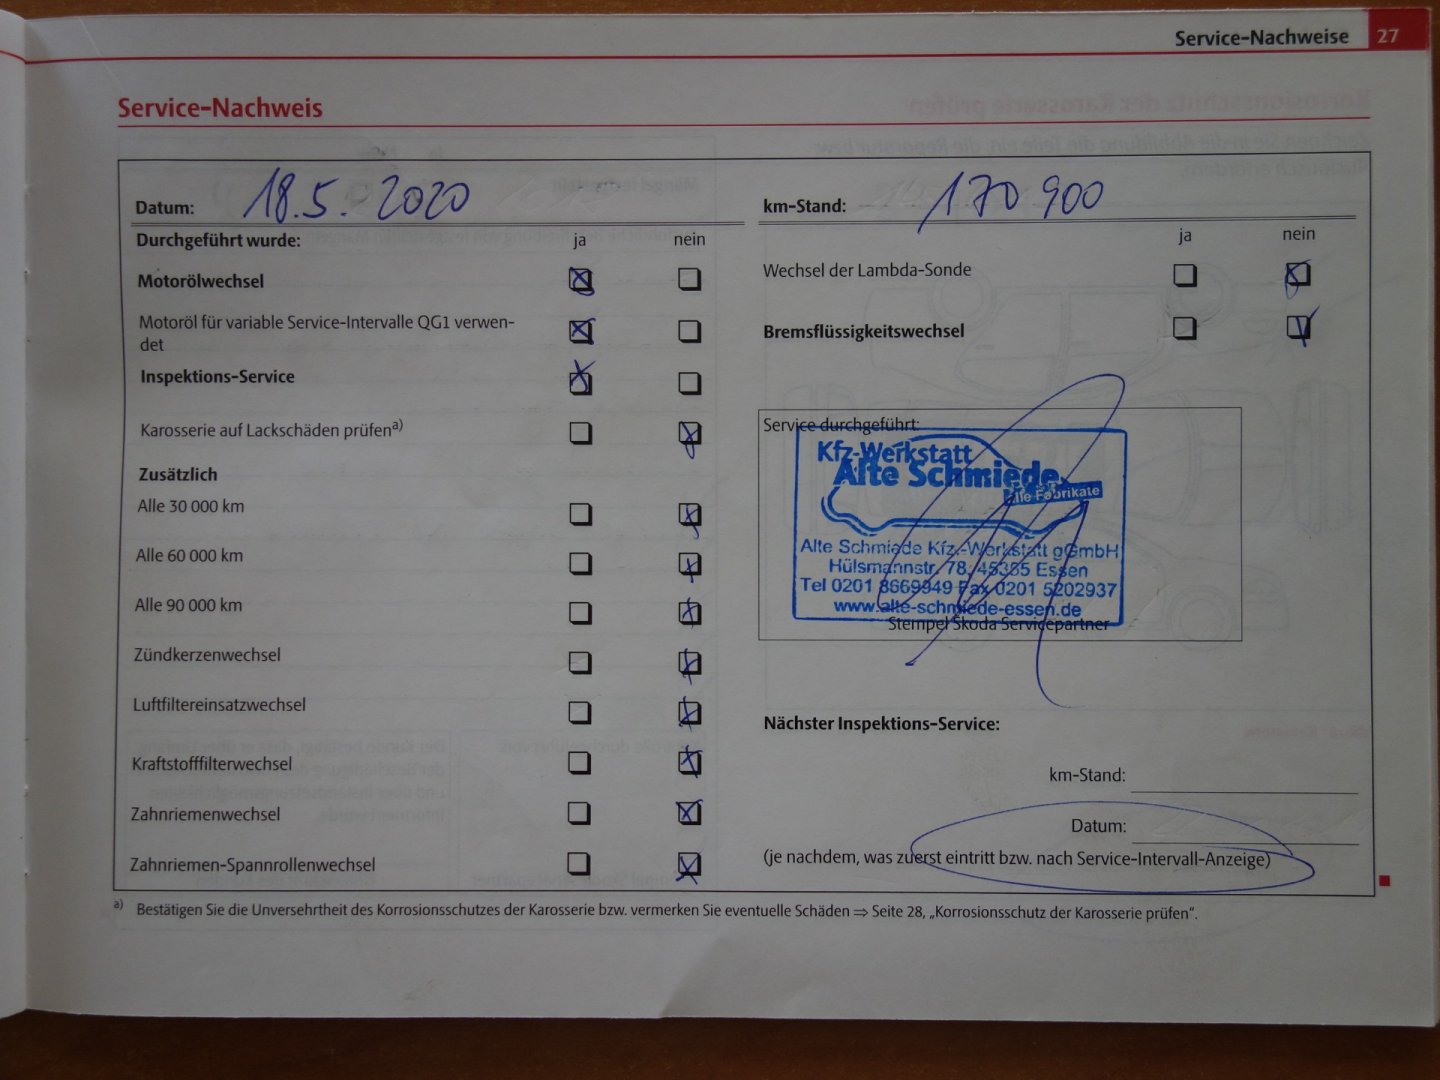 Service-Nachweise 27
Service-Nachweis
Datum: 18.5.2020
km-Stand: 170 900
Durchgeführt wurde: ja nein
ja nein
Motorölwechsel
Wechsel der Lambda-Sonde
Motoröl für variable Service-Intervalle QG1 verwen-
det
Bremsflüssigkeitswechsel
Inspektions-Service
Karosserie auf Lackschäden prüfena)
Zusätzlich
Alle 30 000 km
Alle 60 000 km
Alle 90 000 km
Zündkerzenwechsel
Luftfiltereinsatzwechsel
Kraftstofffilterwechsel
Zahnriemenwechsel
Zahnriemen-Spannrollenwechsel
Service durchgeführt:
Kfz-Werkstatt
Alte Schmiede
alle Fabrikate
Alte Schmiede Kfz.-Werkstatt gGmbH
Hülsmannstr. 78, 45355 Essen
Tel 0201 8669949 Fax 0201 5202937
www.alte-schmiede-essen.de
Stempel Škoda Servicepartner
Nächster Inspektions-Service:
km-Stand:
Datum:
(je nachdem, was zuerst eintritt bzw. nach Service-Intervall-Anzeige)
a) Bestätigen Sie die Unversehrtheit des Korrosionsschutzes der Karosserie bzw. vermerken Sie eventuelle Schäden ⇒ Seite 28, „Korrosionsschutz der Karosserie prüfen“.